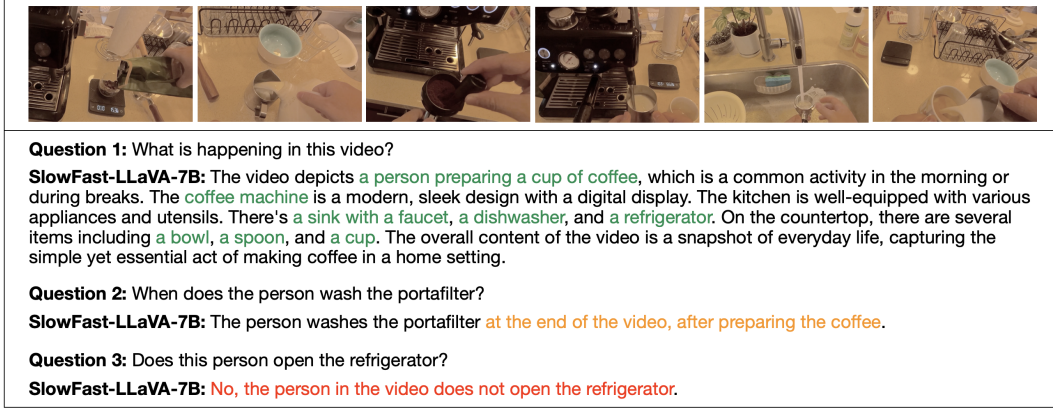 Question 1: What is happening in this video?
SlowFast-LLaVA-7B: The video depicts a person preparing a cup of coffee, which is a common activity in the morning or
during breaks. The coffee machine is a modern, sleek design with a digital display. The kitchen is well-equipped with various
appliances and utensils. There's a sink with a faucet, a dishwasher, and a refrigerator. On the countertop, there are several
items including a bowl, a spoon, and a cup. The overall content of the video is a snapshot of everyday life, capturing the
simple yet essential act of making coffee in a home setting.
Question 2: When does the person wash the portafilter?
SlowFast-LLaVA-7B: The person washes the portafilter at the end of the video, after preparing the coffee.
Question 3: Does this person open the refrigerator?
SlowFast-LLaVA-7B: No, the person in the video does not open the refrigerator.